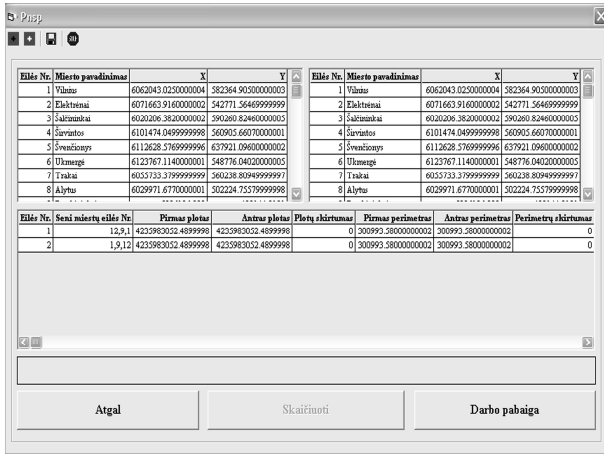 Pnsp
Eilės Nr. Miesto pavadinimas X Y Eilės Nr. Miesto pavadinimas X Y
1 Vilnius 6062043.0250000004 582364.90500000003 1 Vilnius 6062043.0250000004 582364.90500000003
2 Elektrėnai 6071663.9160000002 542771.56469999999 2 Elektrėnai 6071663.9160000002 542771.56469999999
3 Šalčininkai 6020206.3820000002 590260.82460000005 3 Šalčininkai 6020206.3820000002 590260.82460000005
4 Širvintos 6101474.0499999998 560905.66070000001 4 Širvintos 6101474.0499999998 560905.66070000001
5 Švenčionys 6112628.5769999996 637921.09600000002 5 Švenčionys 6112628.5769999996 637921.09600000002
6 Ukmergė 6123767.1140000001 548776.04020000005 6 Ukmergė 6123767.1140000001 548776.04020000005
7 Trakai 6055733.3799999999 560238.80949999997 7 Trakai 6055733.3799999999 560238.80949999997
8 Alytus 6029971.6770000001 502224.75579999998 8 Alytus 6029971.6770000001 502224.75579999998
Eilės Nr. Seni miestų eilės Nr. Pirmas plotas Antras plotas Plotų skirtumas Pirmas perimetras Antras perimetras Perimetrų skirtumas
1 12,9,1 4235983052.4899998 4235983052.4899998 0 300993.58000000002 300993.58000000002 0
2 1,9,12 4235983052.4899998 4235983052.4899998 0 300993.58000000002 300993.58000000002 0
Atgal Skaičiuoti Darbo pabaiga